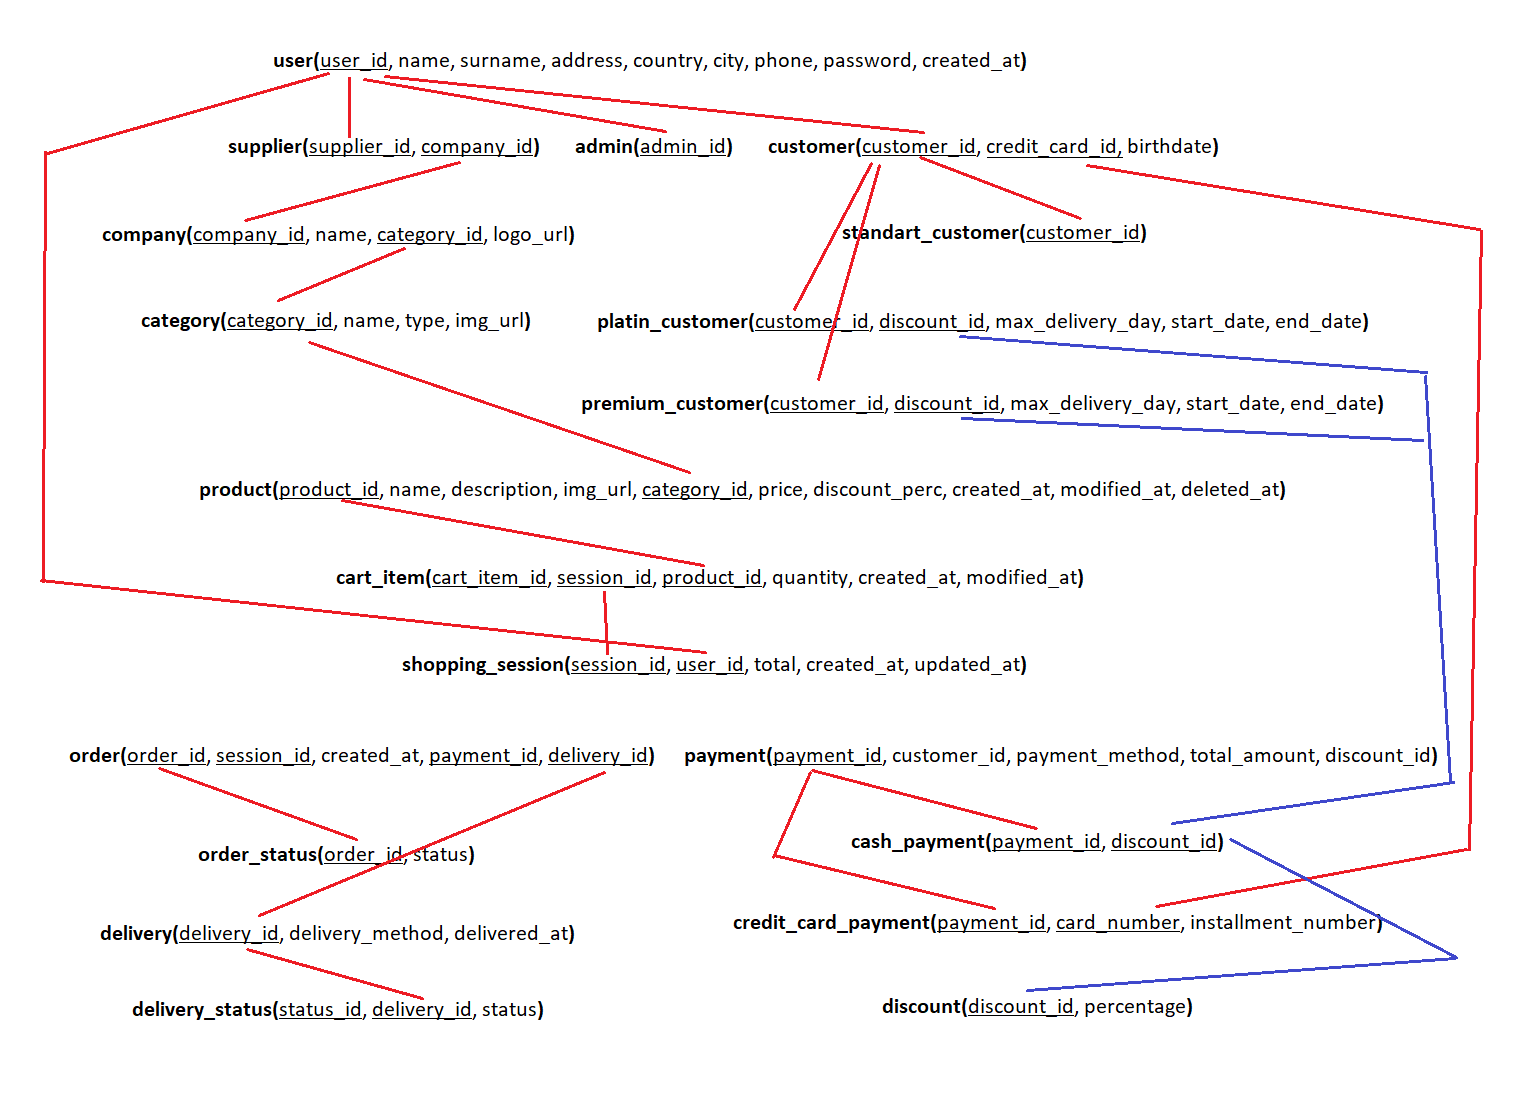 user(user_id, name, surname, address, country, city, phone, password, created_at)
supplier(supplier_id, company_id) admin(admin_id) customer(customer_id, credit_card_id, birthdate)
company(company_id, name, category_id, logo_url) standart_customer(customer_id)
category(category_id, name, type, img_url) platin_customer(customer_id, discount_id, max_delivery_day, start_date, end_date)
premium_customer(customer_id, discount_id, max_delivery_day, start_date, end_date)
product(product_id, name, description, img_url, category_id, price, discount_perc, created_at, modified_at, deleted_at)
cart_item(cart_item_id, session_id, product_id, quantity, created_at, modified_at)
shopping_session(session_id, user_id, total, created_at, updated_at)
order(order_id, session_id, created_at, payment_id, delivery_id) payment(payment_id, customer_id, payment_method, total_amount, discount_id)
cash_payment(payment_id, discount_id)
order_status(order_id, status)
credit_card_payment(payment_id, card_number, installment_number)
delivery(delivery_id, delivery_method, delivered_at)
delivery_status(status_id, delivery_id, status) discount(discount_id, percentage)